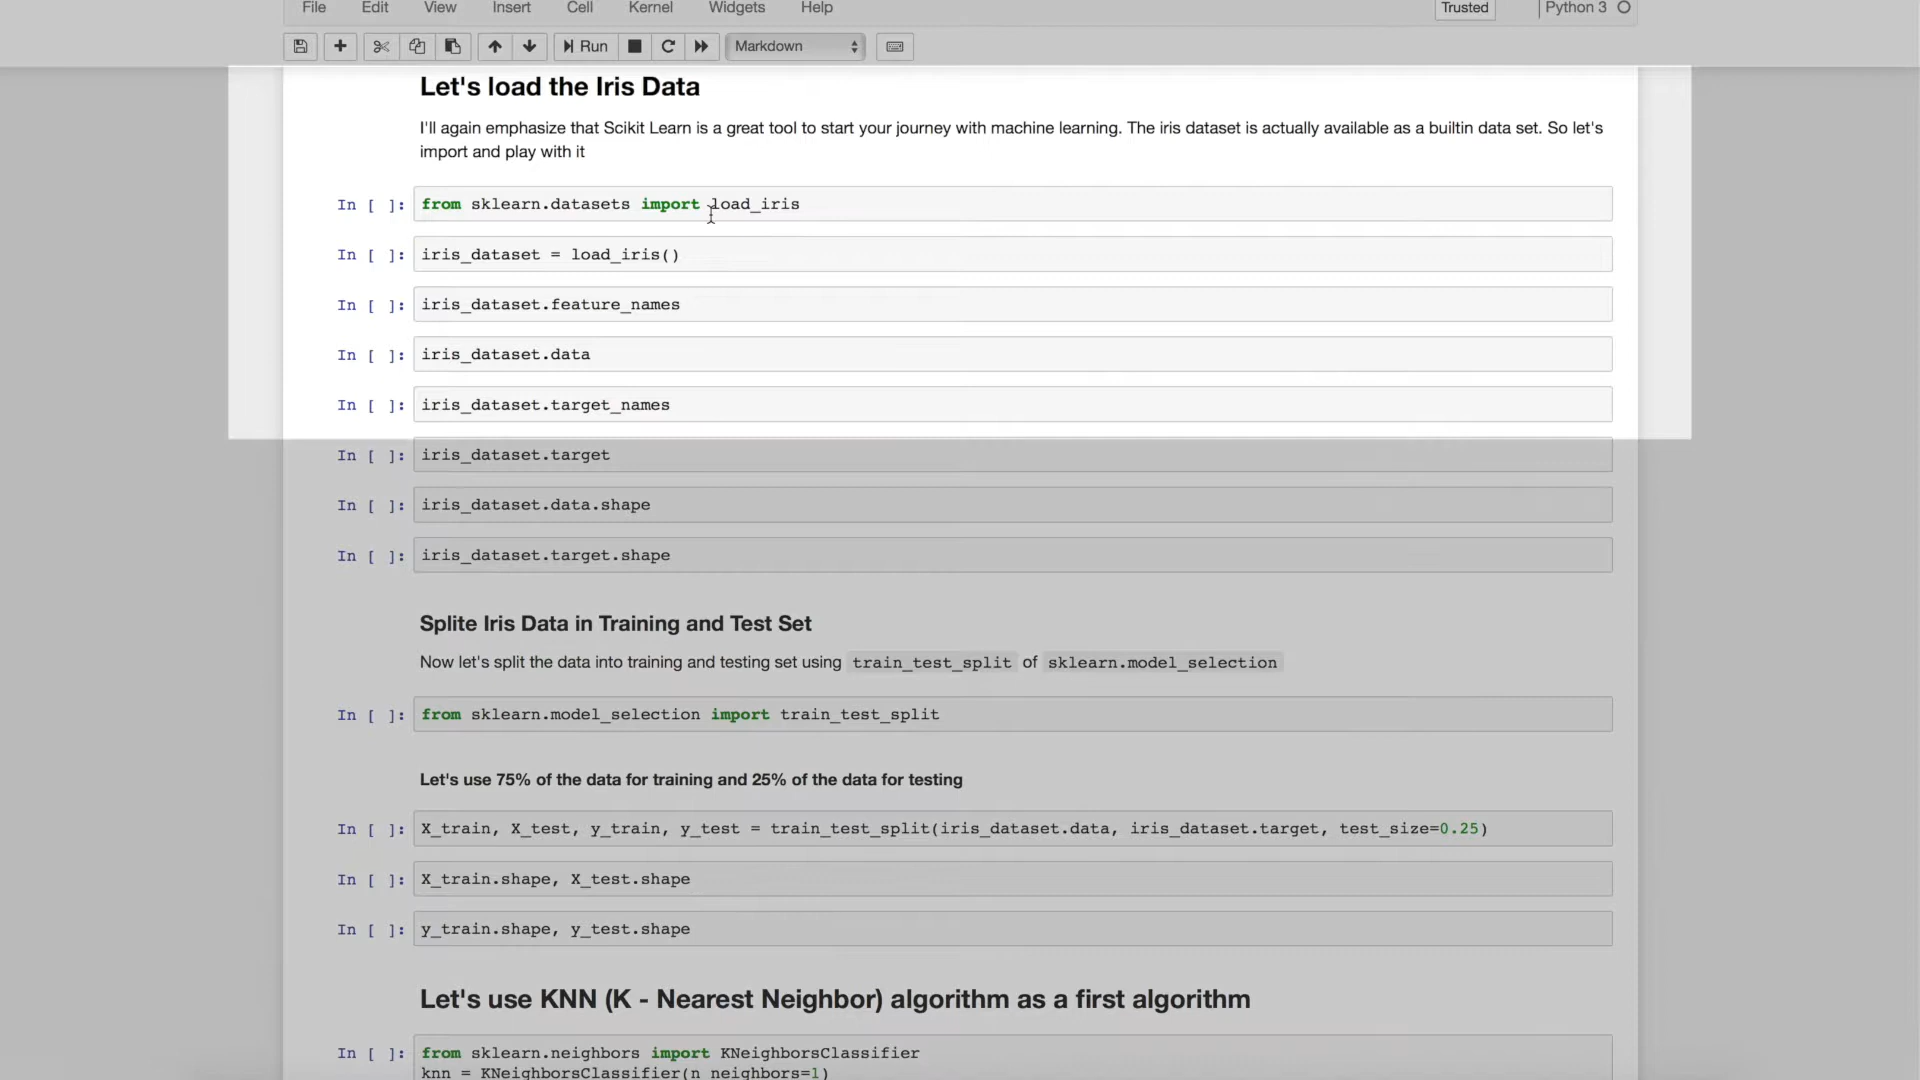 File Edit View Insert Cell Kernel Widgets Help Trusted Python 3
Run Markdown
Let's load the Iris Data
I'll again emphasize that Scikit Learn is a great tool to start your journey with machine learning. The iris dataset is actually available as a builtin data set. So let's
import and play with it
In [ ]: from sklearn.datasets import load_iris
In [ ]: iris_dataset = load_iris()
In [ ]: iris_dataset.feature_names
In [ ]: iris_dataset.data
In [ ]: iris_dataset.target_names
In [ ]: iris_dataset.target
In [ ]: iris_dataset.data.shape
In [ ]: iris_dataset.target.shape
Splite Iris Data in Training and Test Set
Now let's split the data into training and testing set using train_test_split of sklearn.model_selection
In [ ]: from sklearn.model_selection import train_test_split
Let's use 75% of the data for training and 25% of the data for testing
In [ ]: X_train, X_test, y_train, y_test = train_test_split(iris_dataset.data, iris_dataset.target, test_size=0.25)
In [ ]: X_train.shape, X_test.shape
In [ ]: y_train.shape, y_test.shape
Let's use KNN (K - Nearest Neighbor) algorithm as a first algorithm
In [ ]: from sklearn.neighbors import KNeighborsClassifier
knn = KNeighborsClassifier(n_neighbors=1)